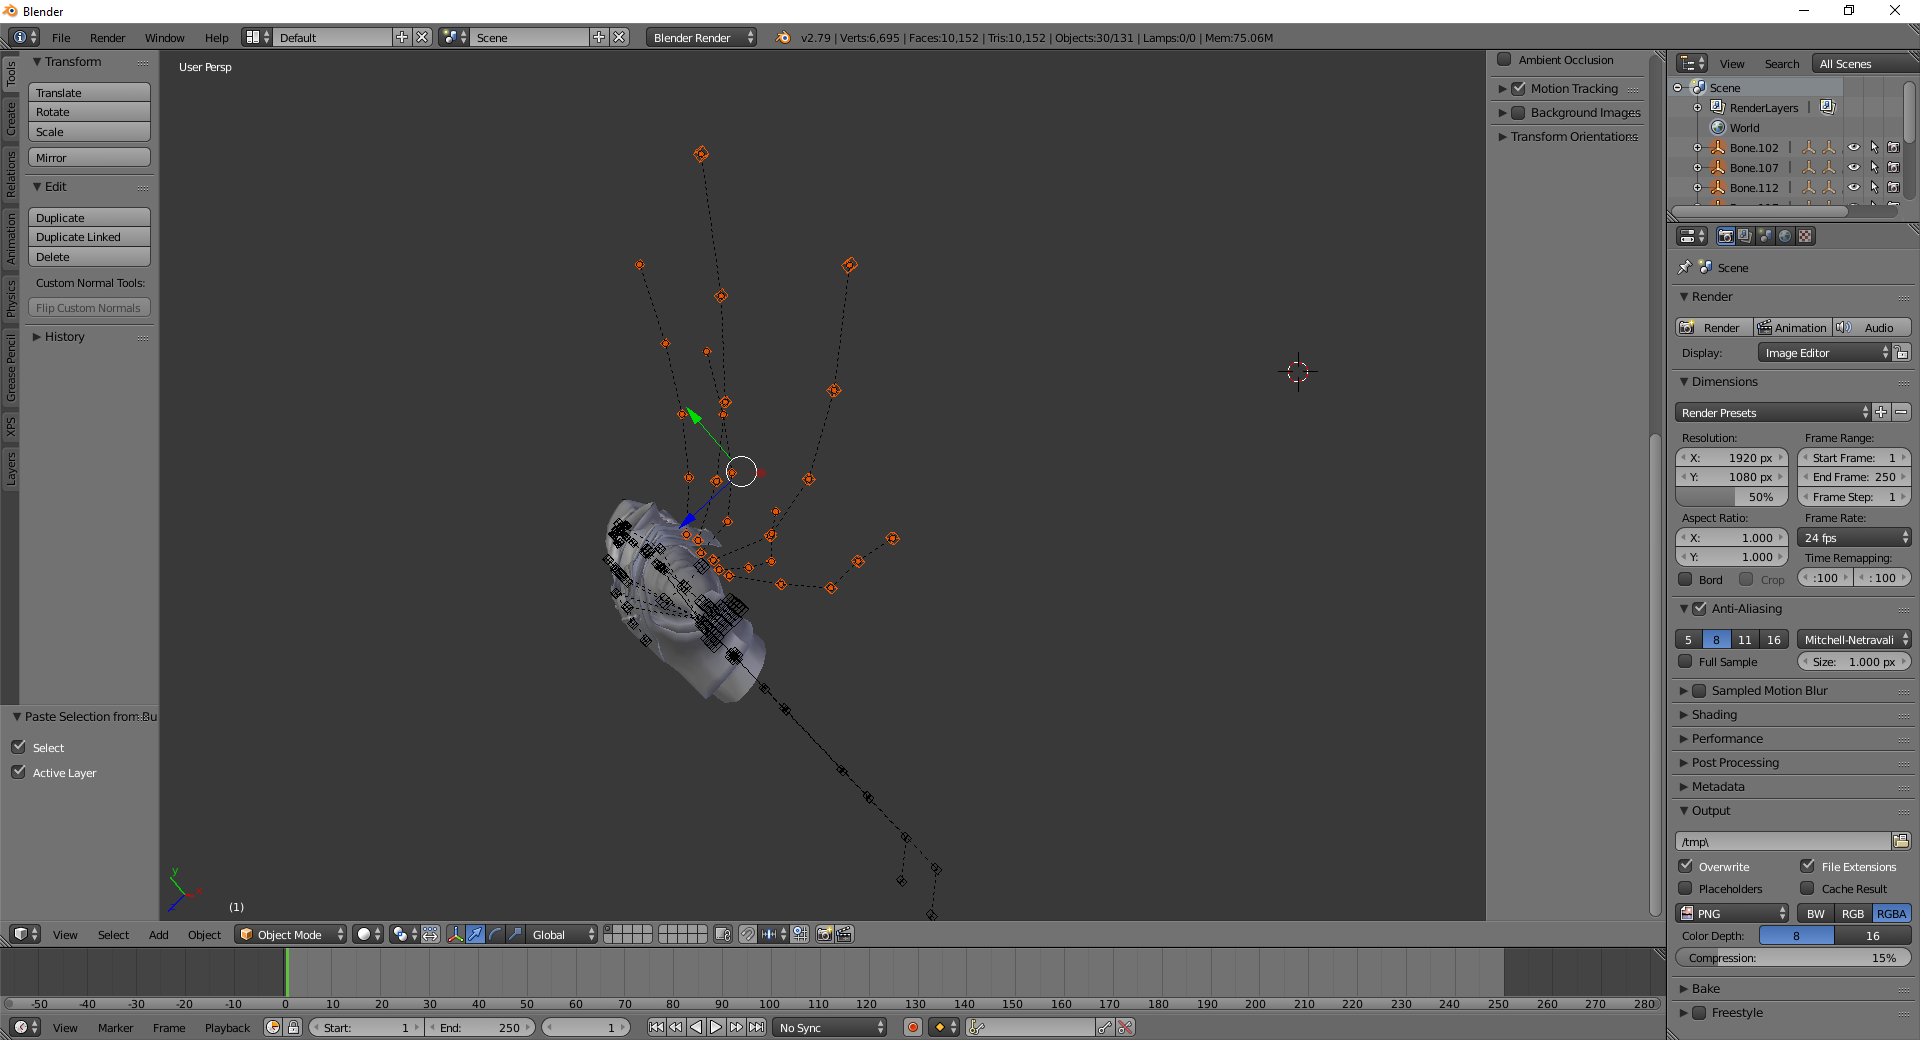 Blender
File Render Window Help Default Scene Blender Render v2.79 | Verts:6,695 | Faces:10,152 | Tris:10,152 | Objects:30/131 | Lamps:0/0 | Mem:75.06M
Tools
Create
Relations
Animation
Physics
Grease Pencil
XPS
Layers
Transform
Translate
Rotate
Scale
Mirror
Edit
Duplicate
Duplicate Linked
Delete
Custom Normal Tools:
Flip Custom Normals
History
Paste Selection from Bu
Select
Active Layer
User Persp
y
x
(1)
Ambient Occlusion
Motion Tracking
Background Images
Transform Orientations
View Search All Scenes
Scene
RenderLayers |
World
Bone.102 |
Bone.107 |
Bone.112 |
Scene
Render
Render Animation Audio
Display: Image Editor
Dimensions
Render Presets
Resolution: Frame Range:
X: 1920 px Start Frame: 1
Y: 1080 px End Frame: 250
50% Frame Step: 1
Aspect Ratio: Frame Rate:
X: 1.000 24 fps
Y: 1.000 Time Remapping:
Bord Crop :100 : 100
Anti-Aliasing
5 8 11 16 Mitchell-Netravali
Full Sample Size: 1.000 px
Sampled Motion Blur
Shading
Performance
Post Processing
Metadata
Output
/tmp\
Overwrite File Extensions
Placeholders Cache Result
PNG BW RGB RGBA
Color Depth: 8 16
Compression: 15%
Bake
Freestyle
View Select Add Object Object Mode Global
-50 -40 -30 -20 -10 0 10 20 30 40 50 60 70 80 90 100 110 120 130 140 150 160 170 180 190 200 210 220 230 240 250 260 270 280
View Marker Frame Playback Start: 1 End: 250 1 No Sync